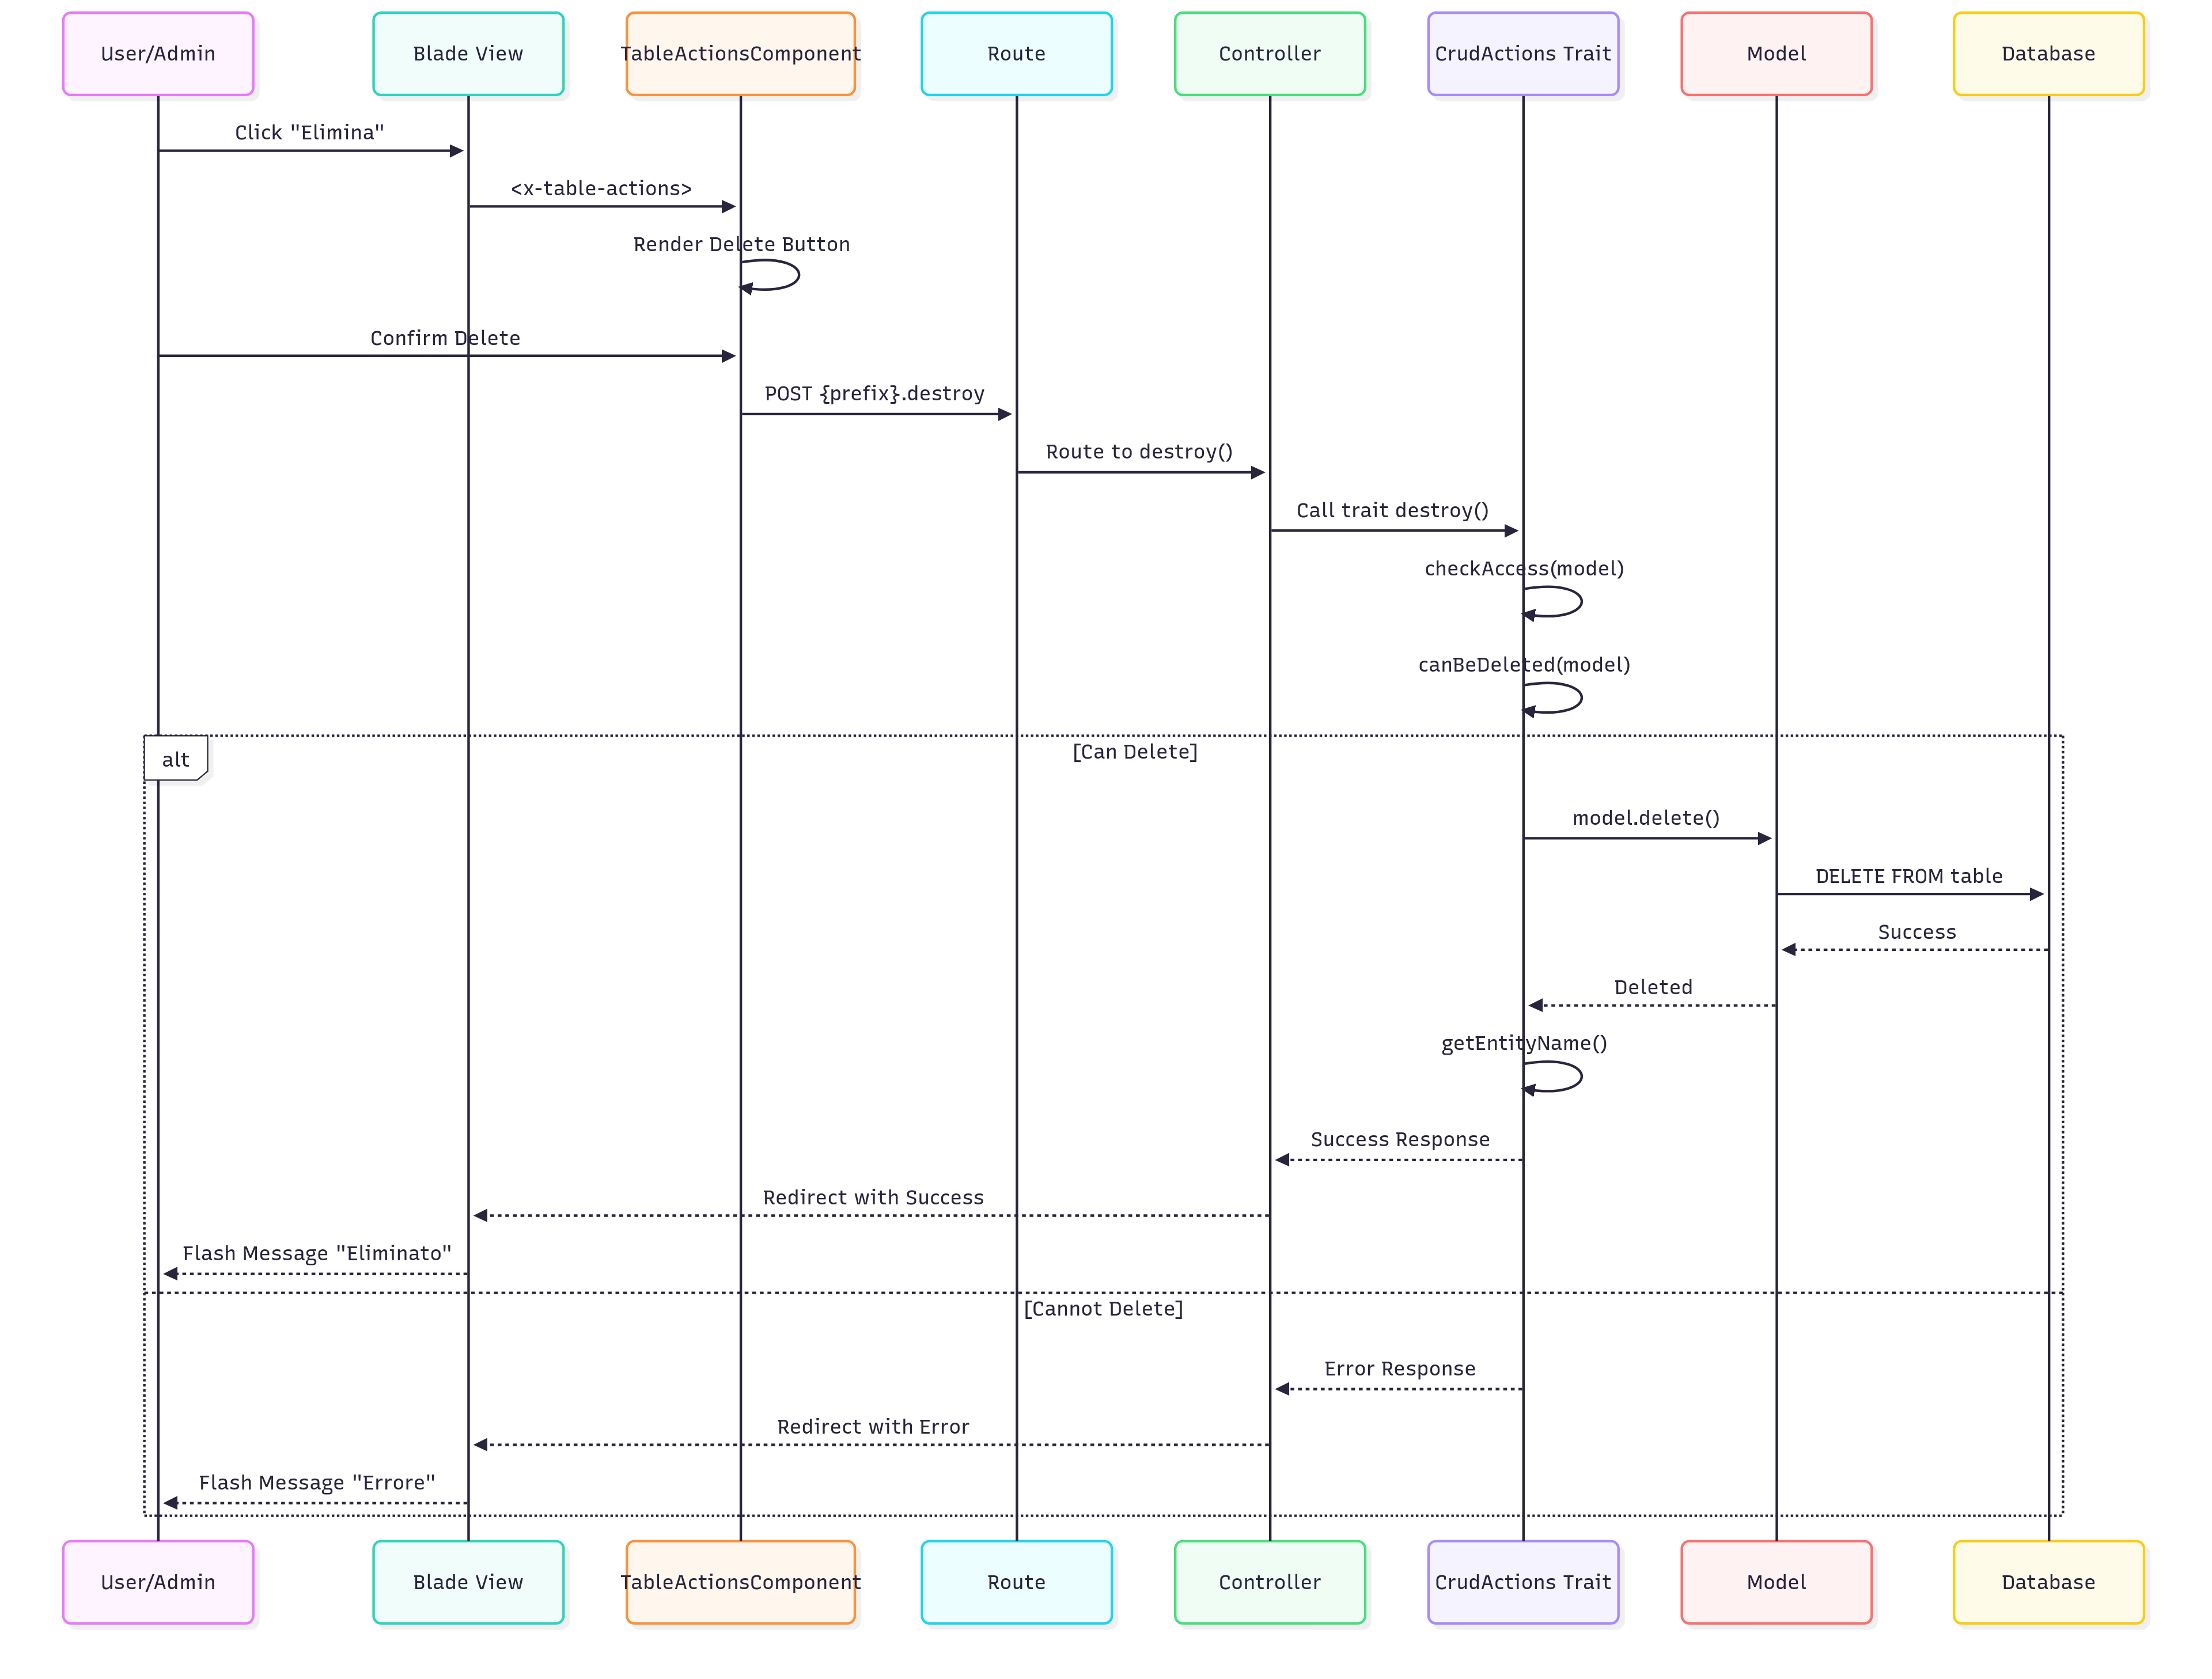 User/Admin
Blade View
TableActionsComponent
Route
Controller
CrudActions Trait
Model
Database
Click "Elimina"
<x-table-actions>
Render Delete Button
Confirm Delete
POST {prefix}.destroy
Route to destroy()
Call trait destroy()
checkAccess(model)
canBeDeleted(model)
alt
[Can Delete]
model.delete()
DELETE FROM table
Success
Deleted
getEntityName()
Success Response
Redirect with Success
Flash Message "Eliminato"
[Cannot Delete]
Error Response
Redirect with Error
Flash Message "Errore"
User/Admin
Blade View
TableActionsComponent
Route
Controller
CrudActions Trait
Model
Database